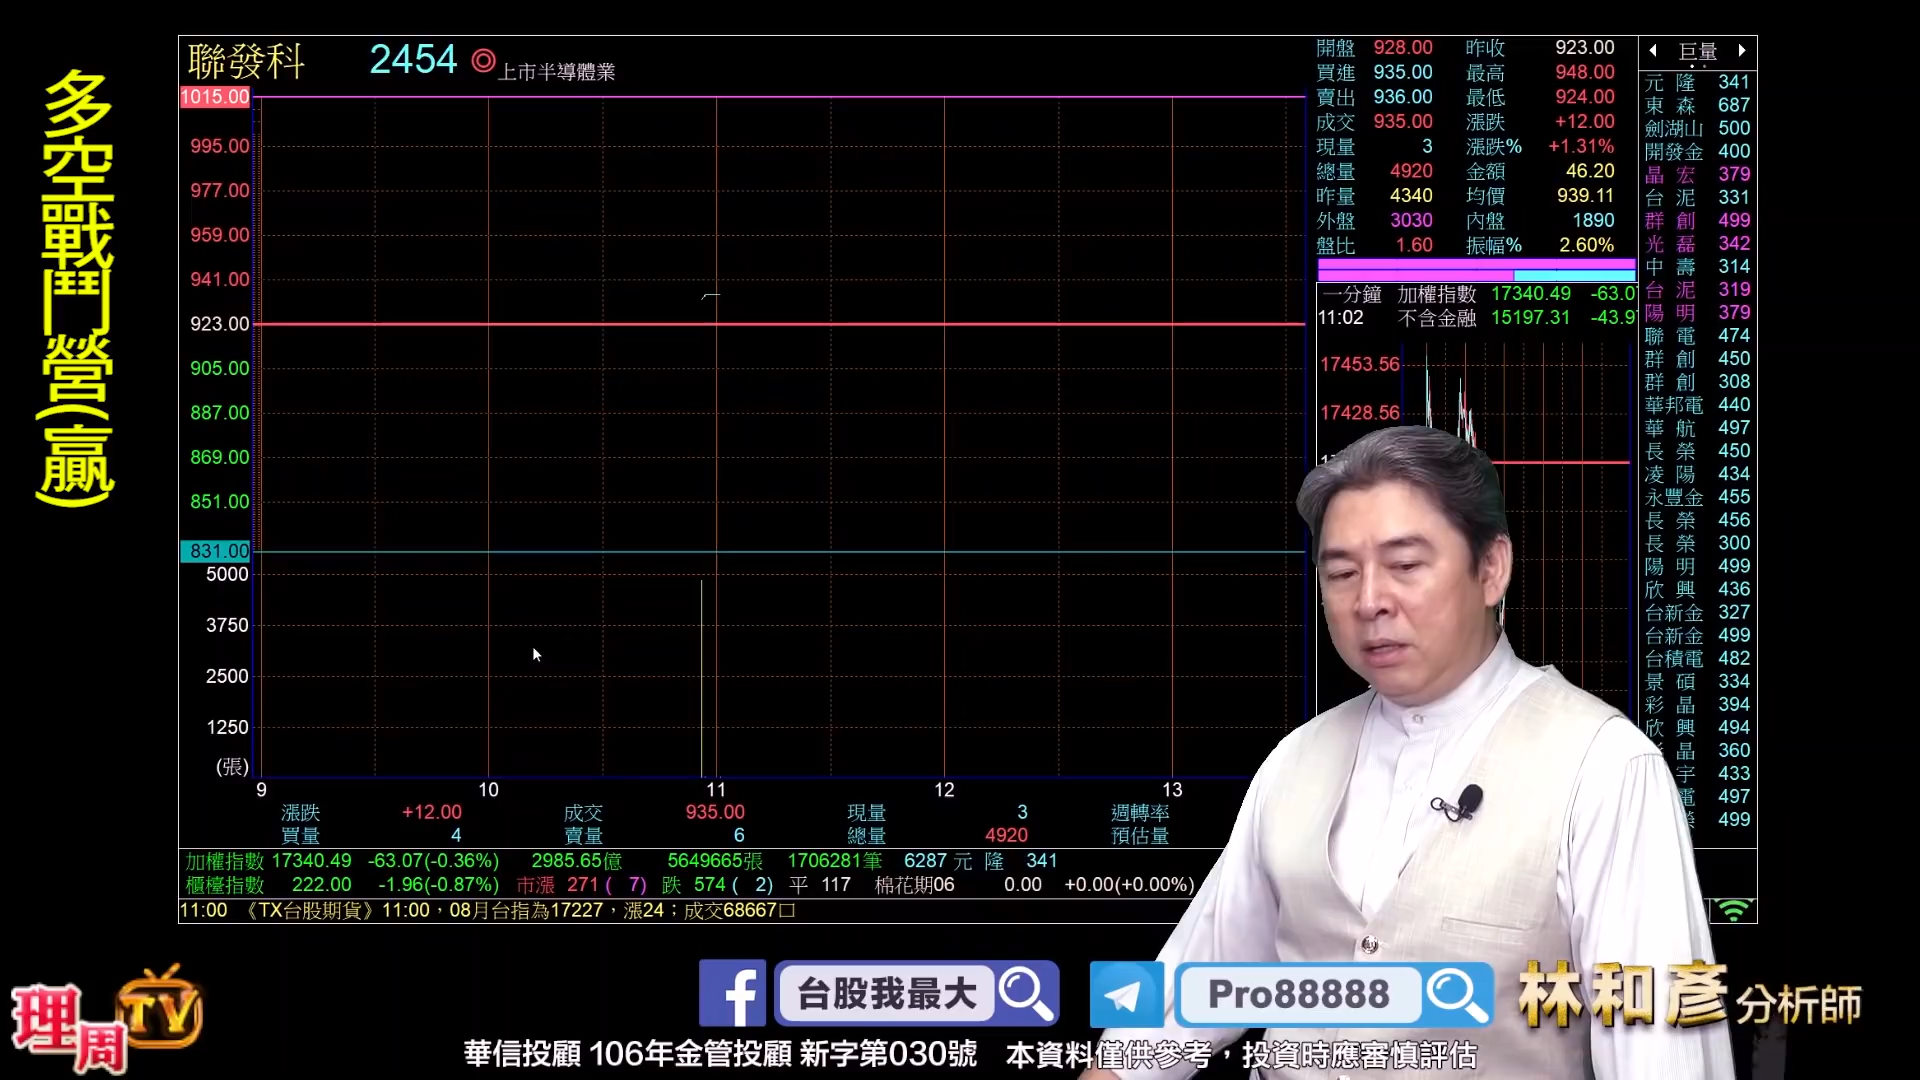 多空戰鬥營(贏)
聯發科 2454 ◎上市半導體業
1015.00
995.00
977.00
959.00
941.00
923.00
905.00
887.00
869.00
851.00
831.00
5000
3750
2500
1250
(張)
9 10 11 12 13
漲跌 +12.00 成交 935.00 現量 3 週轉率
買量 4 賣量 6 總量 4920 預估量
開盤 928.00 昨收 923.00
買進 935.00 最高 948.00
賣出 936.00 最低 924.00
成交 935.00 漲跌 +12.00
現量 3 漲跌% +1.31%
總量 4920 金額 46.20
昨量 4340 均價 939.11
外盤 3030 內盤 1890
盤比 1.60 振幅% 2.60%
一分鐘 加權指數 17340.49 -63.07
11:02 不含金融 15197.31 -43.97
17453.56
17428.56
巨量
元隆 341
東森 687
劍湖山 500
開發金 400
晶宏 379
台泥 331
群創 499
光磊 342
中壽 314
台泥 319
陽明 379
聯電 474
群創 450
群創 308
華邦電 440
華航 497
長榮 450
凌陽 434
永豐金 455
長榮 456
長榮 300
陽明 499
欣興 436
台新金 327
台新金 499
台積電 482
景碩 334
彩晶 394
欣興 494
晶 360
宇 433
電 497
499
加權指數 17340.49 -63.07(-0.36%) 2985.65億 5649665張 1706281筆 6287 元隆 341
櫃檯指數 222.00 -1.96(-0.87%) 市漲 271( 7) 跌 574( 2) 平 117 棉花期06 0.00 +0.00(+0.00%)
11:00 《TX台股期貨》11:00，08月台指為17227，漲24；成交68667口
理周TV
台股我最大
Pro88888
林和彥 分析師
華信投顧 106年金管投顧 新字第030號 本資料僅供參考，投資時應審慎評估